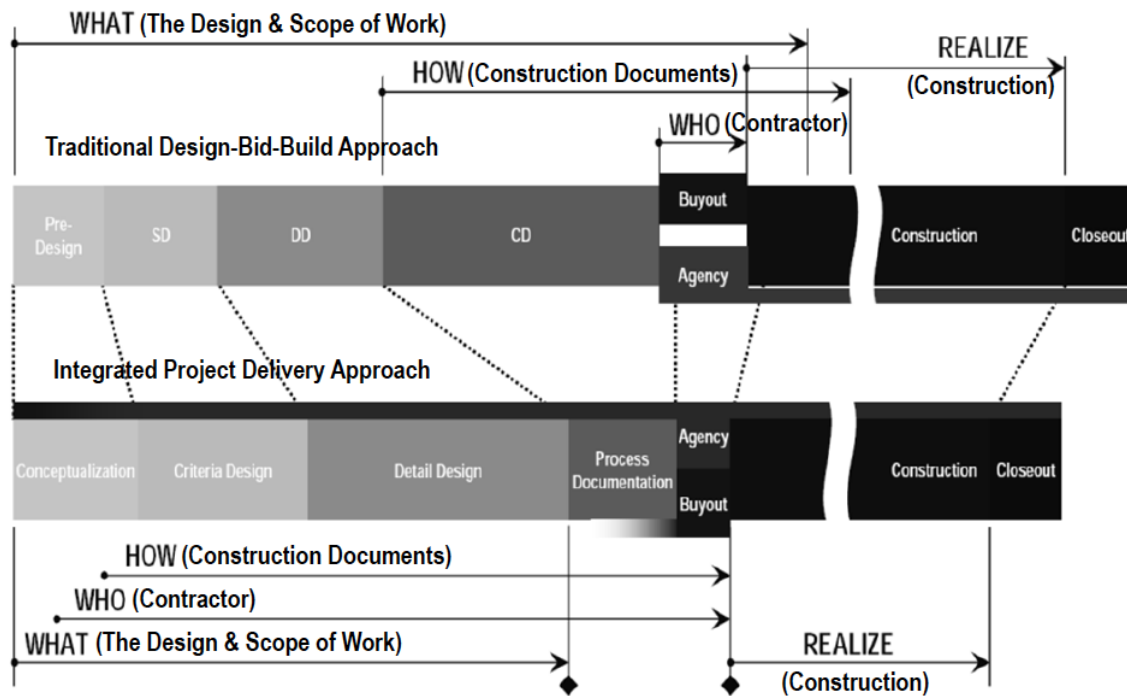 WHAT (The Design & Scope of Work)
REALIZE
(Construction)
HOW (Construction Documents)
WHO (Contractor)
Traditional Design-Bid-Build Approach
Pre-
Design
SD
DD
CD
Buyout
Agency
Construction
Closeout
Integrated Project Delivery Approach
Conceptualization
Criteria Design
Detail Design
Process
Documentation
Agency
Buyout
Construction
Closeout
HOW (Construction Documents)
WHO (Contractor)
WHAT (The Design & Scope of Work)
REALIZE
(Construction)